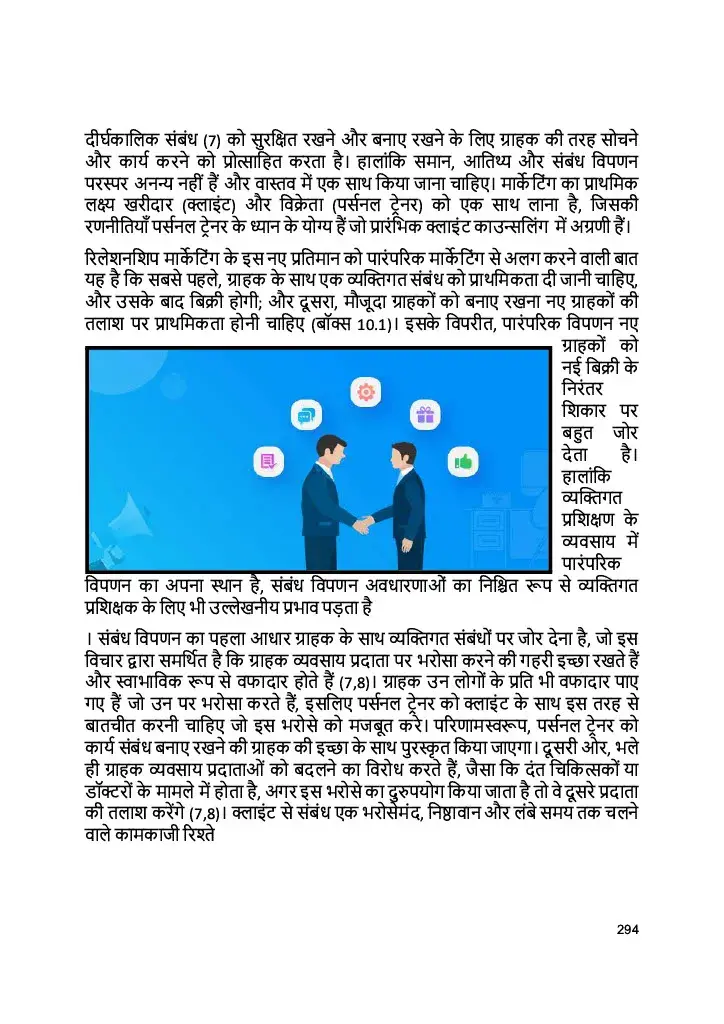 दीर्घकालिक संबंध (7) को सुरक्षित रखने और बनाए रखने के लिए ग्राहक की तरह सोचने
और कार्य करने को प्रोत्साहित करता है। हालांकि समान, आतिथ्य और संबंध विपणन
परस्पर अनन्य नहीं हैं और वास्तव में एक साथ किया जाना चाहिए। मार्केटिंग का प्राथमिक
लक्ष्य खरीदार (क्लाइंट) और विक्रेता (पर्सनल ट्रेनर) को एक साथ लाना है, जिसकी
रणनीतियाँ पर्सनल ट्रेनर के ध्यान के योग्य हैं जो प्रारंभिक क्लाइंट काउन्सलिंग में अग्रणी हैं।
रिलेशनशिप मार्केटिंग के इस नए प्रतिमान को पारंपरिक मार्केटिंग से अलग करने वाली बात
यह है कि सबसे पहले, ग्राहक के साथ एक व्यक्तिगत संबंध को प्राथमिकता दी जानी चाहिए,
और उसके बाद बिक्री होगी; और दूसरा, मौजूदा ग्राहकों को बनाए रखना नए ग्राहकों की
तलाश पर प्राथमिकता होनी चाहिए (बॉक्स 10.1)। इसके विपरीत, पारंपरिक विपणन नए
ग्राहकों को
नई बिक्री के
निरंतर
शिकार पर
बहुत जोर
देता है।
हालांकि
व्यक्तिगत
प्रशिक्षण के
व्यवसाय में
पारंपरिक
विपणन का अपना स्थान है, संबंध विपणन अवधारणाओं का निश्चित रूप से व्यक्तिगत
प्रशिक्षक के लिए भी उल्लेखनीय प्रभाव पड़ता है
। संबंध विपणन का पहला आधार ग्राहक के साथ व्यक्तिगत संबंधों पर जोर देना है, जो इस
विचार द्वारा समर्थित है कि ग्राहक व्यवसाय प्रदाता पर भरोसा करने की गहरी इच्छा रखते हैं
और स्वाभाविक रूप से वफादार होते हैं (7,8)। ग्राहक उन लोगों के प्रति भी वफादार पाए
गए हैं जो उन पर भरोसा करते हैं, इसलिए पर्सनल ट्रेनर को क्लाइंट के साथ इस तरह से
बातचीत करनी चाहिए जो इस भरोसे को मजबूत करे। परिणामस्वरूप, पर्सनल ट्रेनर को
कार्य संबंध बनाए रखने की ग्राहक की इच्छा के साथ पुरस्कृत किया जाएगा। दूसरी ओर, भले
ही ग्राहक व्यवसाय प्रदाताओं को बदलने का विरोध करते हैं, जैसा कि दंत चिकित्सकों या
डॉक्टरों के मामले में होता है, अगर इस भरोसे का दुरुपयोग किया जाता है तो वे दूसरे प्रदाता
की तलाश करेंगे (7,8)। क्लाइंट से संबंध एक भरोसेमंद, निष्ठावान और लंबे समय तक चलने
वाले कामकाजी रिश्ते
294